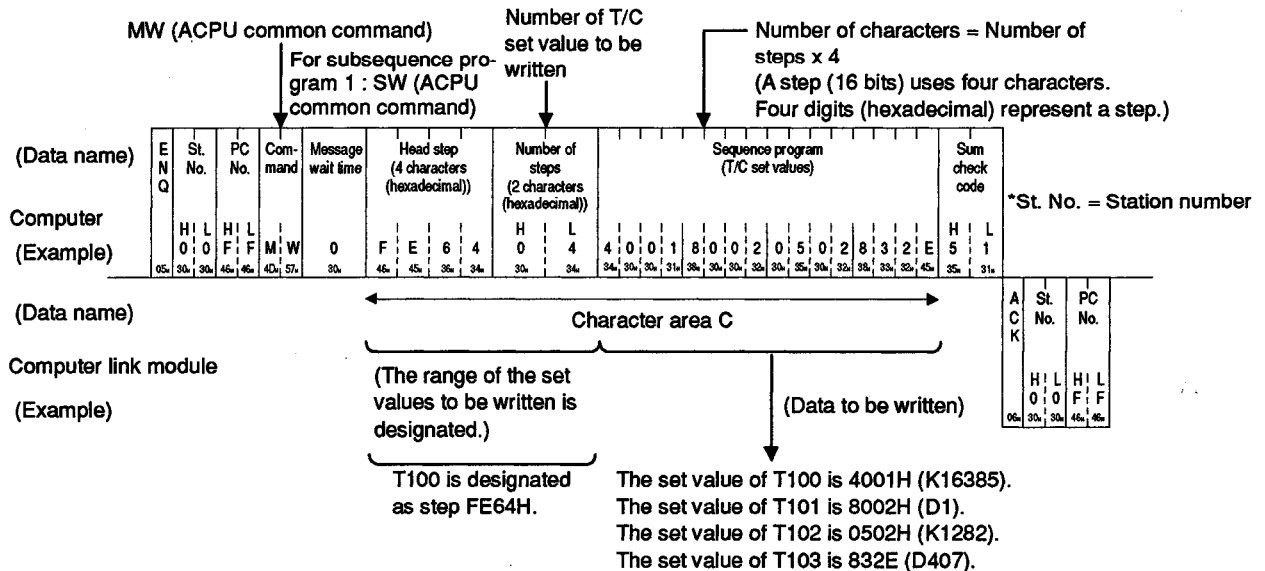 MW (ACPU common command)
For subsequence pro-
gram 1 : SW (ACPU
common command)
Number of T/C
set value to be
written
Number of characters = Number of
steps x 4
(A step (16 bits) uses four characters.
Four digits (hexadecimal) represent a step.)
(Data name)
E N Q
St. No.
PC No.
Com-
mand
Message
wait time
Head step
(4 characters
(hexadecimal))
Number of
steps
(2 characters
(hexadecimal))
Sequence program
(T/C set values)
Sum
check
code
*St. No. = Station number
Computer
(Example)
H L H L H L H L
0 0 F F M W 0 F E 6 4 0 4 4 0 0 1 8 0 0 2 0 5 0 2 8 3 2 E 5 1
05H 30H 30H 46H 46H 4DH 57H 30H 46H 45H 36H 34H 30H 34H 34H 30H 30H 31H 38H 30H 30H 32H 30H 35H 30H 32H 38H 33H 32H 45H 35H 31H
(Data name)
Character area C
A C K
St. No.
PC No.
Computer link module
(Example)
H L H L
0 0 F F
06H 30H 30H 46H 46H
(The range of the set
values to be written is
designated.)
(Data to be written)
T100 is designated
as step FE64H.
The set value of T100 is 4001H (K16385).
The set value of T101 is 8002H (D1).
The set value of T102 is 0502H (K1282).
The set value of T103 is 832E (D407).